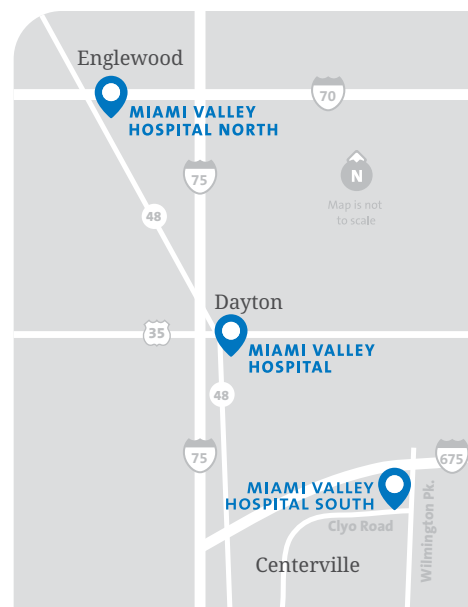 Englewood
70
MIAMI VALLEY
HOSPITAL NORTH
75
N
Map is not
to scale
48
Dayton
35
MIAMI VALLEY
HOSPITAL
48
75
675
MIAMI VALLEY
HOSPITAL SOUTH
Clyo Road
Wilmington Pk.
Centerville